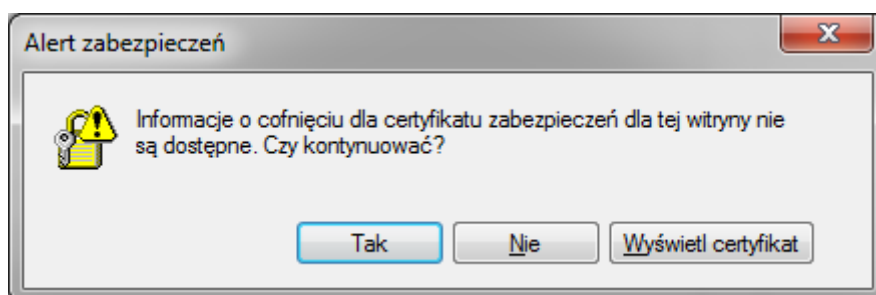 Alert zabezpieczeń
Informacje o cofnięciu dla certyfikatu zabezpieczeń dla tej witryny nie
są dostępne. Czy kontynuować?
Tak Nie Wyświetl certyfikat